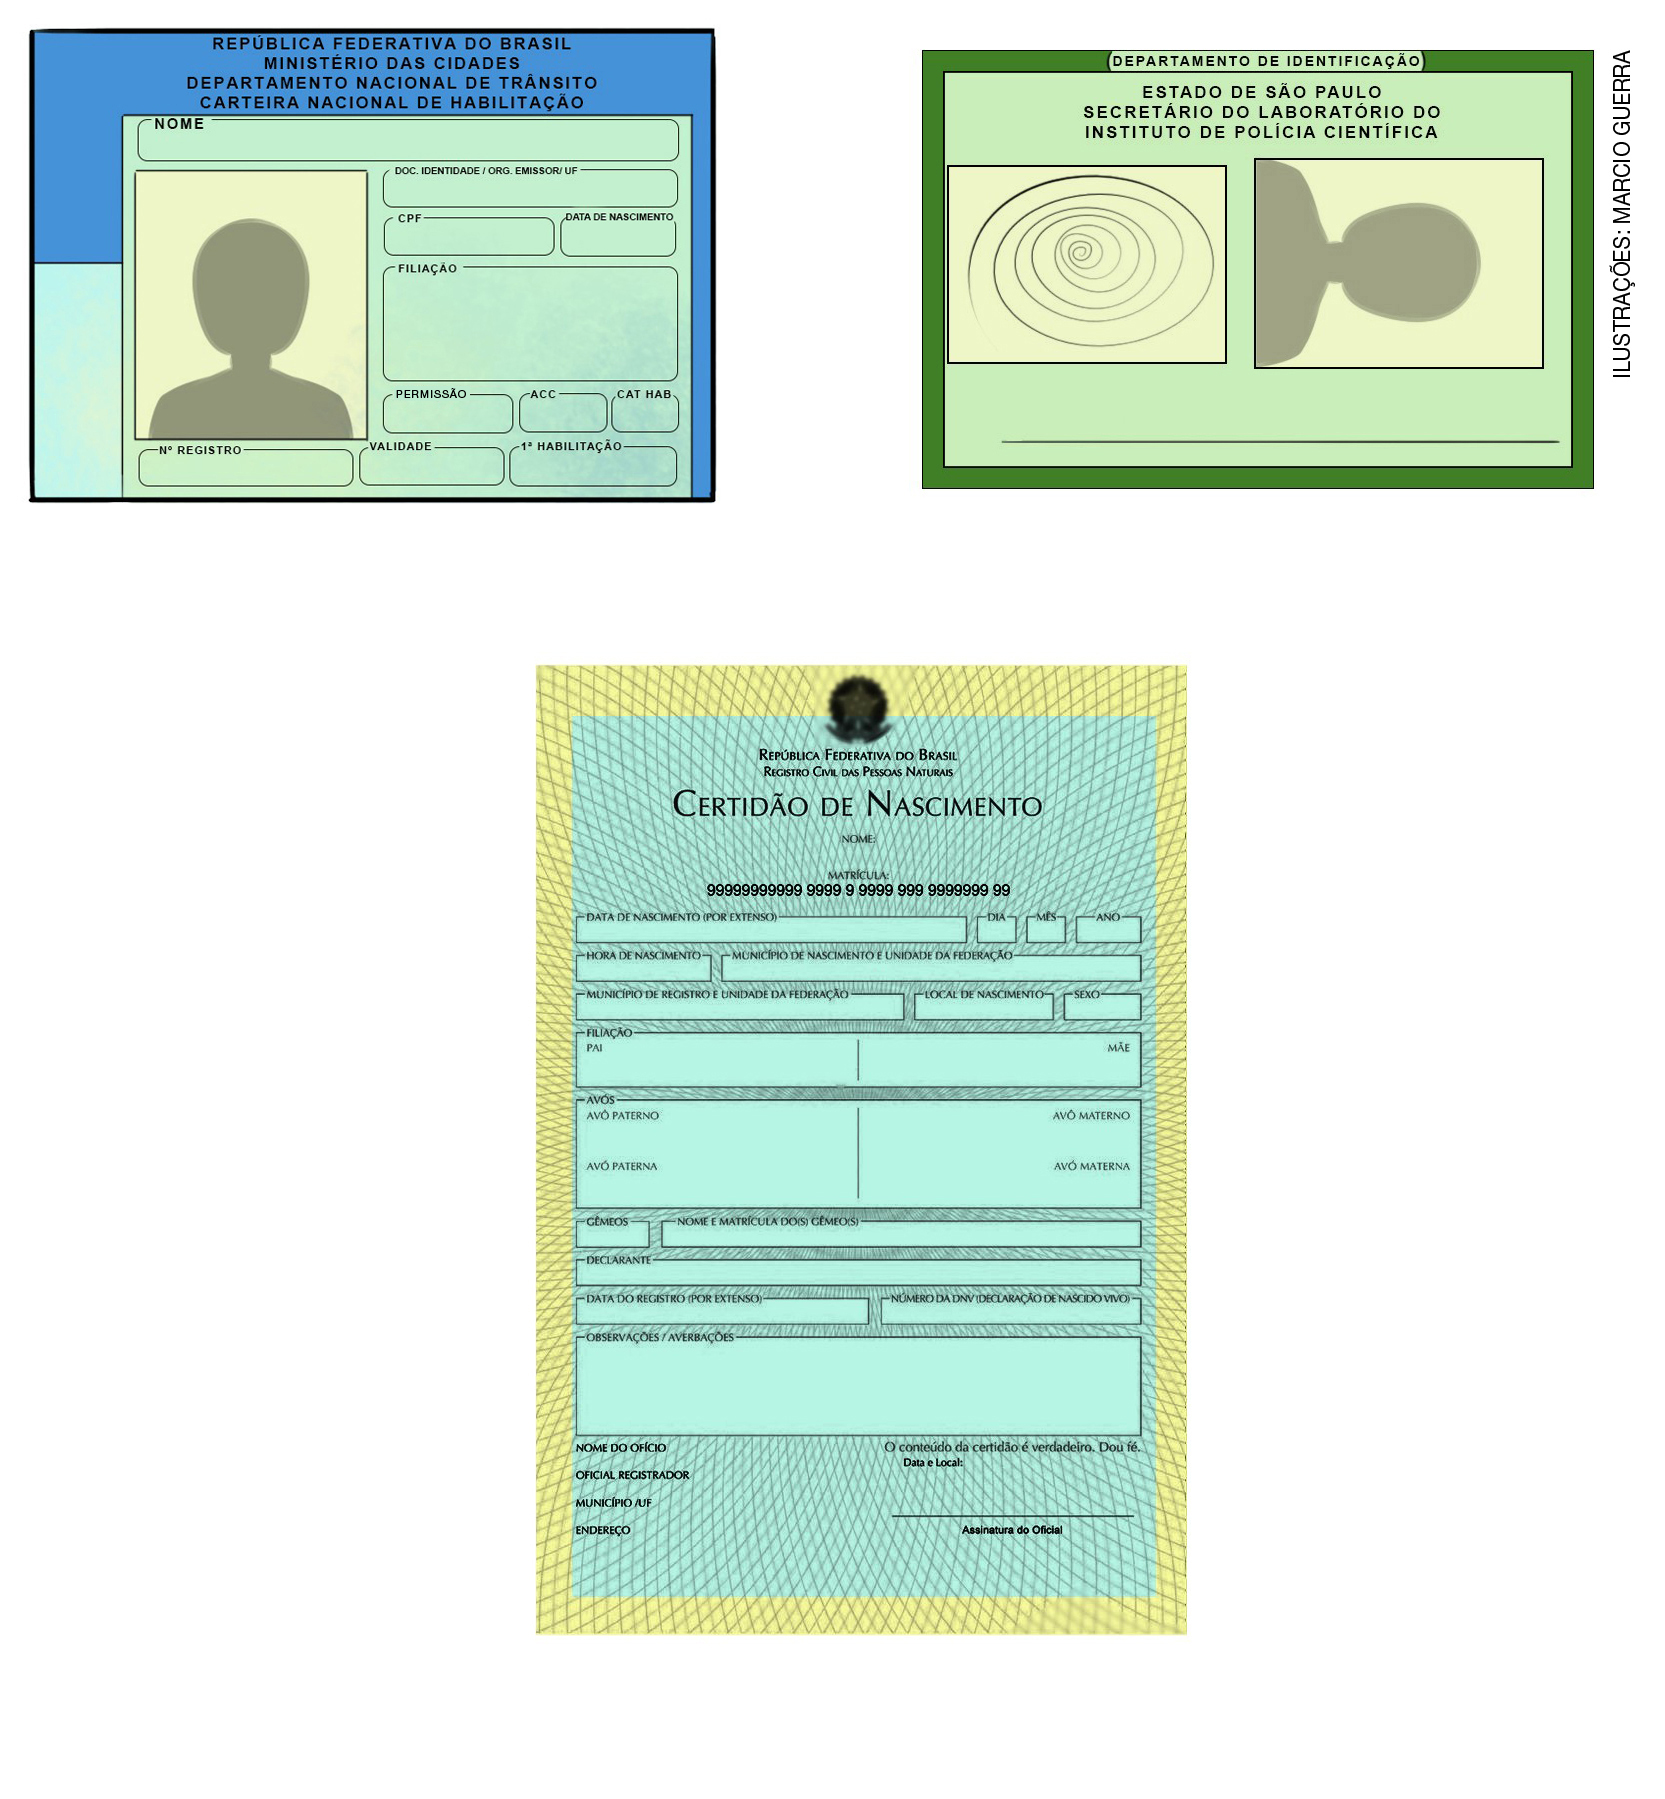 REPÚBLICA FEDERATIVA DO BRASIL
MINISTÉRIO DAS CIDADES
DEPARTAMENTO NACIONAL DE TRÂNSITO
CARTEIRA NACIONAL DE HABILITAÇÃO
NOME
DOC. IDENTIDADE / ORG. EMISSOR/ UF
CPF
DATA DE NASCIMENTO
FILIAÇÃO
PERMISSÃO
ACC
CAT HAB
Nº REGISTRO
VALIDADE
1ª HABILITAÇÃO
DEPARTAMENTO DE IDENTIFICAÇÃO
ESTADO DE SÃO PAULO
SECRETÁRIO DO LABORATÓRIO DO
INSTITUTO DE POLÍCIA CIENTÍFICA
ILUSTRAÇÕES: MARCIO GUERRA
REPÚBLICA FEDERATIVA DO BRASIL
REGISTRO CIVIL DAS PESSOAS NATURAIS
CERTIDÃO DE NASCIMENTO
NOME:
MATRÍCULA:
99999999999 9999 9 9999 999 9999999 99
DATA DE NASCIMENTO (POR EXTENSO)
DIA
MÊS
ANO
HORA DE NASCIMENTO
MUNICÍPIO DE NASCIMENTO E UNIDADE DA FEDERAÇÃO
MUNICÍPIO DE REGISTRO E UNIDADE DA FEDERAÇÃO
LOCAL DE NASCIMENTO
SEXO
FILIAÇÃO
PAI
MÃE
AVÓS
AVÔ PATERNO
AVÔ MATERNO
AVÓ PATERNA
AVÓ MATERNA
GÊMEOS
NOME E MATRÍCULA DO(S) GÊMEO(S)
DECLARANTE
DATA DO REGISTRO (POR EXTENSO)
NÚMERO DA DNV (DECLARAÇÃO DE NASCIDO VIVO)
OBSERVAÇÕES / AVERBAÇÕES
NOME DO OFÍCIO
O conteúdo da certidão é verdadeiro. Dou fé.
Data e Local:
OFICIAL REGISTRADOR
MUNICÍPIO /UF
ENDEREÇO
Assinatura do Oficial